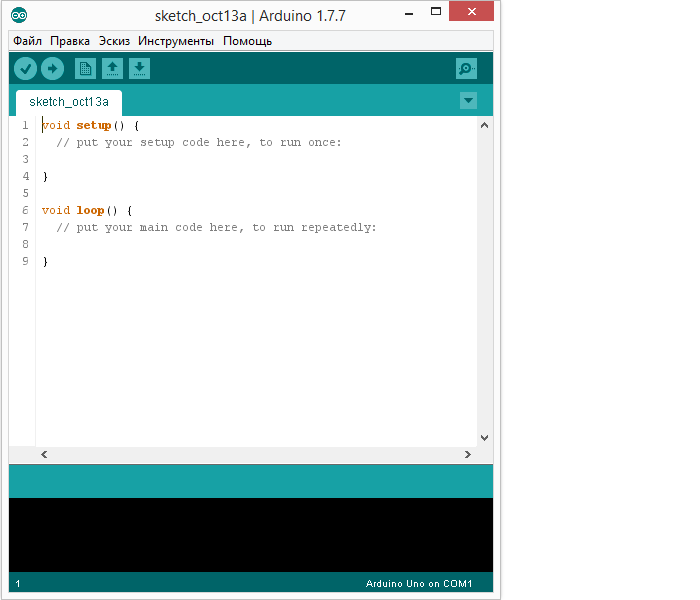 sketch_oct13a | Arduino 1.7.7
Файл Правка Эскиз Инструменты Помощь
sketch_oct13a
1 void setup() {
2 // put your setup code here, to run once:
3
4 }
5
6 void loop() {
7 // put your main code here, to run repeatedly:
8
9 }
1 Arduino Uno on COM1